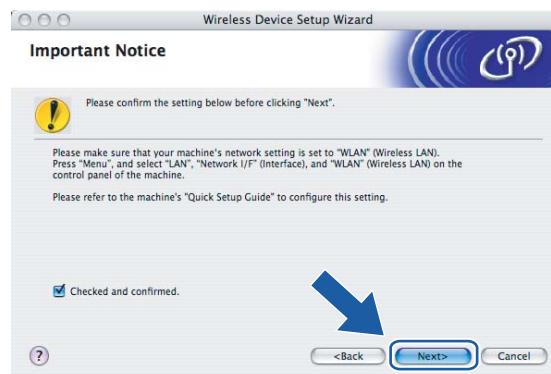 Wireless Device Setup Wizard
Important Notice
Please confirm the setting below before clicking "Next".
Please make sure that your machine's network setting is set to "WLAN" (Wireless LAN).
Press "Menu", and select "LAN", "Network I/F" (Interface), and "WLAN" (Wireless LAN) on the
control panel of the machine.
Please refer to the machine's "Quick Setup Guide" to configure this setting.
Checked and confirmed.
?
<Back Next> Cancel